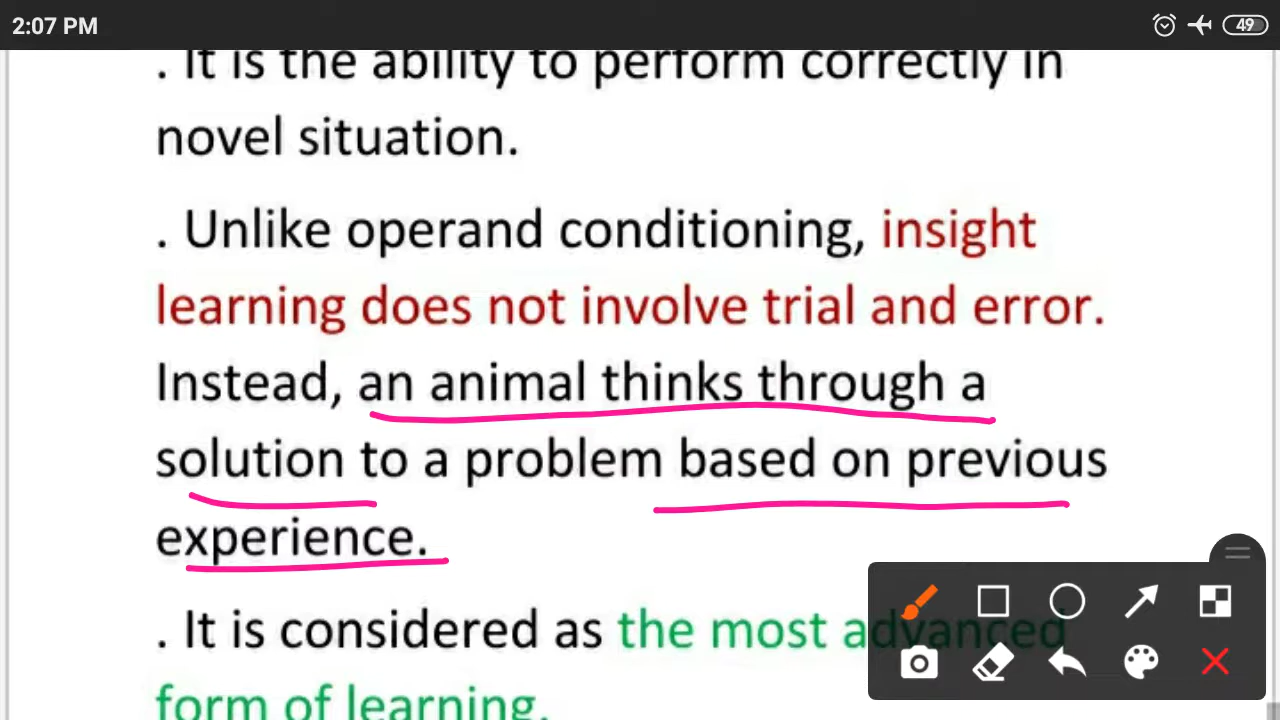 2:07 PM
49
. It is the ability to perform correctly in
novel situation.
. Unlike operand conditioning, insight
learning does not involve trial and error.
Instead, an animal thinks through a
solution to a problem based on previous
experience.
. It is considered as the most advanced
form of learning.